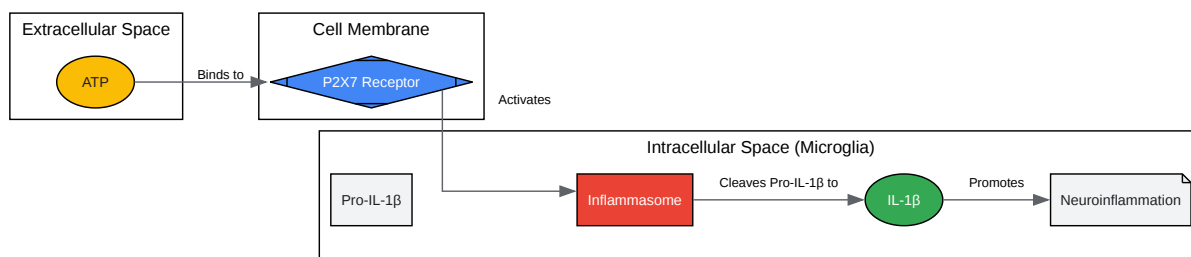 Extracellular Space
Cell Membrane
ATP
Binds to
P2X7 Receptor
Activates
Intracellular Space (Microglia)
Pro-IL-1β
Inflammasome
Cleaves Pro-IL-1β to
IL-1β
Promotes
Neuroinflammation